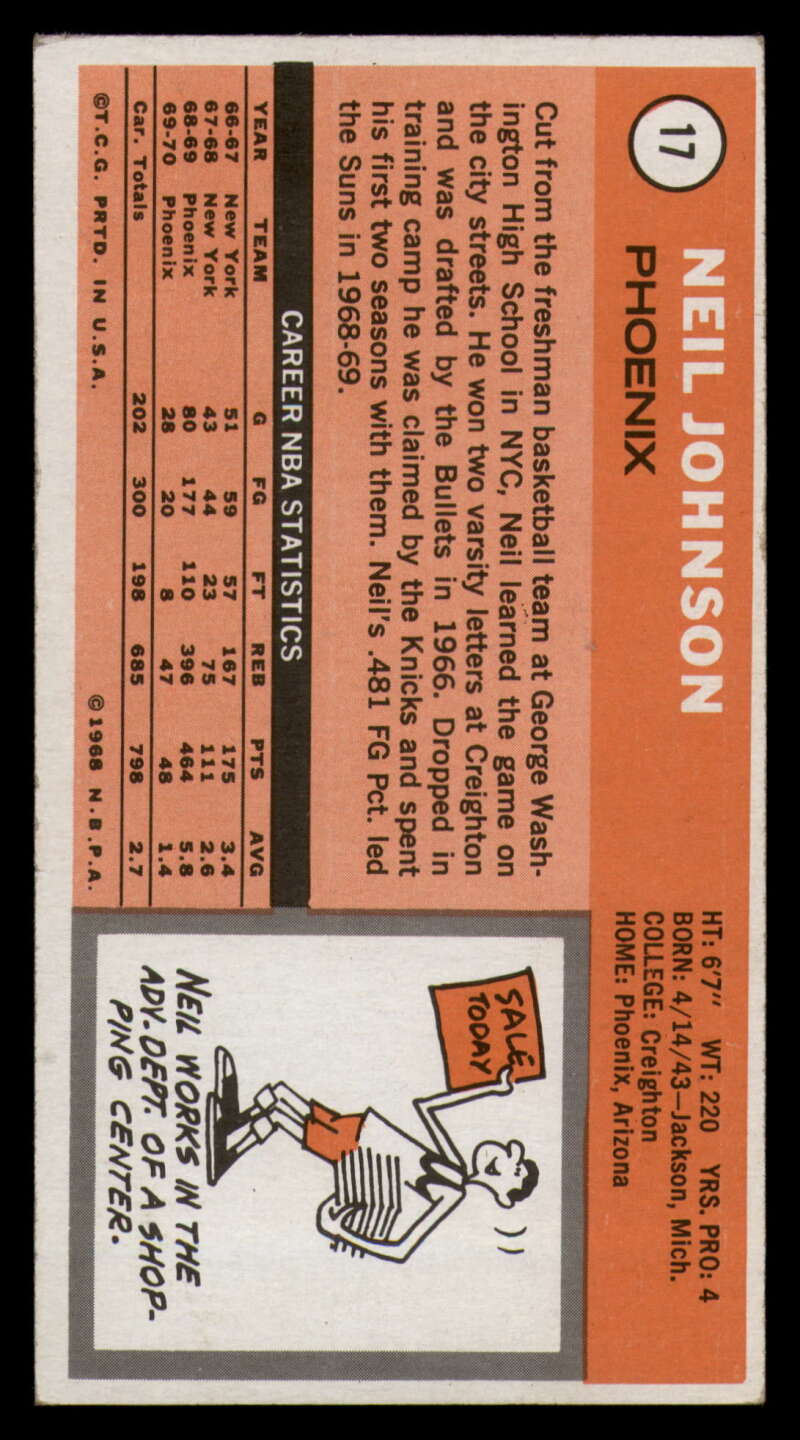 17
NEIL JOHNSON
PHOENIX
HT: 6'7" WT: 220 YRS. PRO: 4
BORN: 4/14/43—Jackson, Mich.
COLLEGE: Creighton
HOME: Phoenix, Arizona
Cut from the freshman basketball team at George Wash-
ington High School in NYC, Neil learned the game on
the city streets. He won two varsity letters at Creighton
and was drafted by the Bullets in 1966. Dropped in
training camp he was claimed by the Knicks and spent
his first two seasons with them. Neil's .481 FG Pct. led
the Suns in 1968-69.
CAREER NBA STATISTICS
YEAR TEAM G FG FT REB PTS AVG
66-67 New York 51 59 57 167 175 3.4
67-68 New York 43 44 23 75 111 2.6
68-69 Phoenix 80 177 110 396 464 5.8
69-70 Phoenix 28 20 8 47 48 1.4
Car. Totals 202 300 198 685 798 2.7
©T.C.G. PRTD. IN U.S.A. ©1968 N.B.P.A.
SALE
TODAY
NEIL WORKS IN THE
ADV. DEPT. OF A SHOP-
PING CENTER.